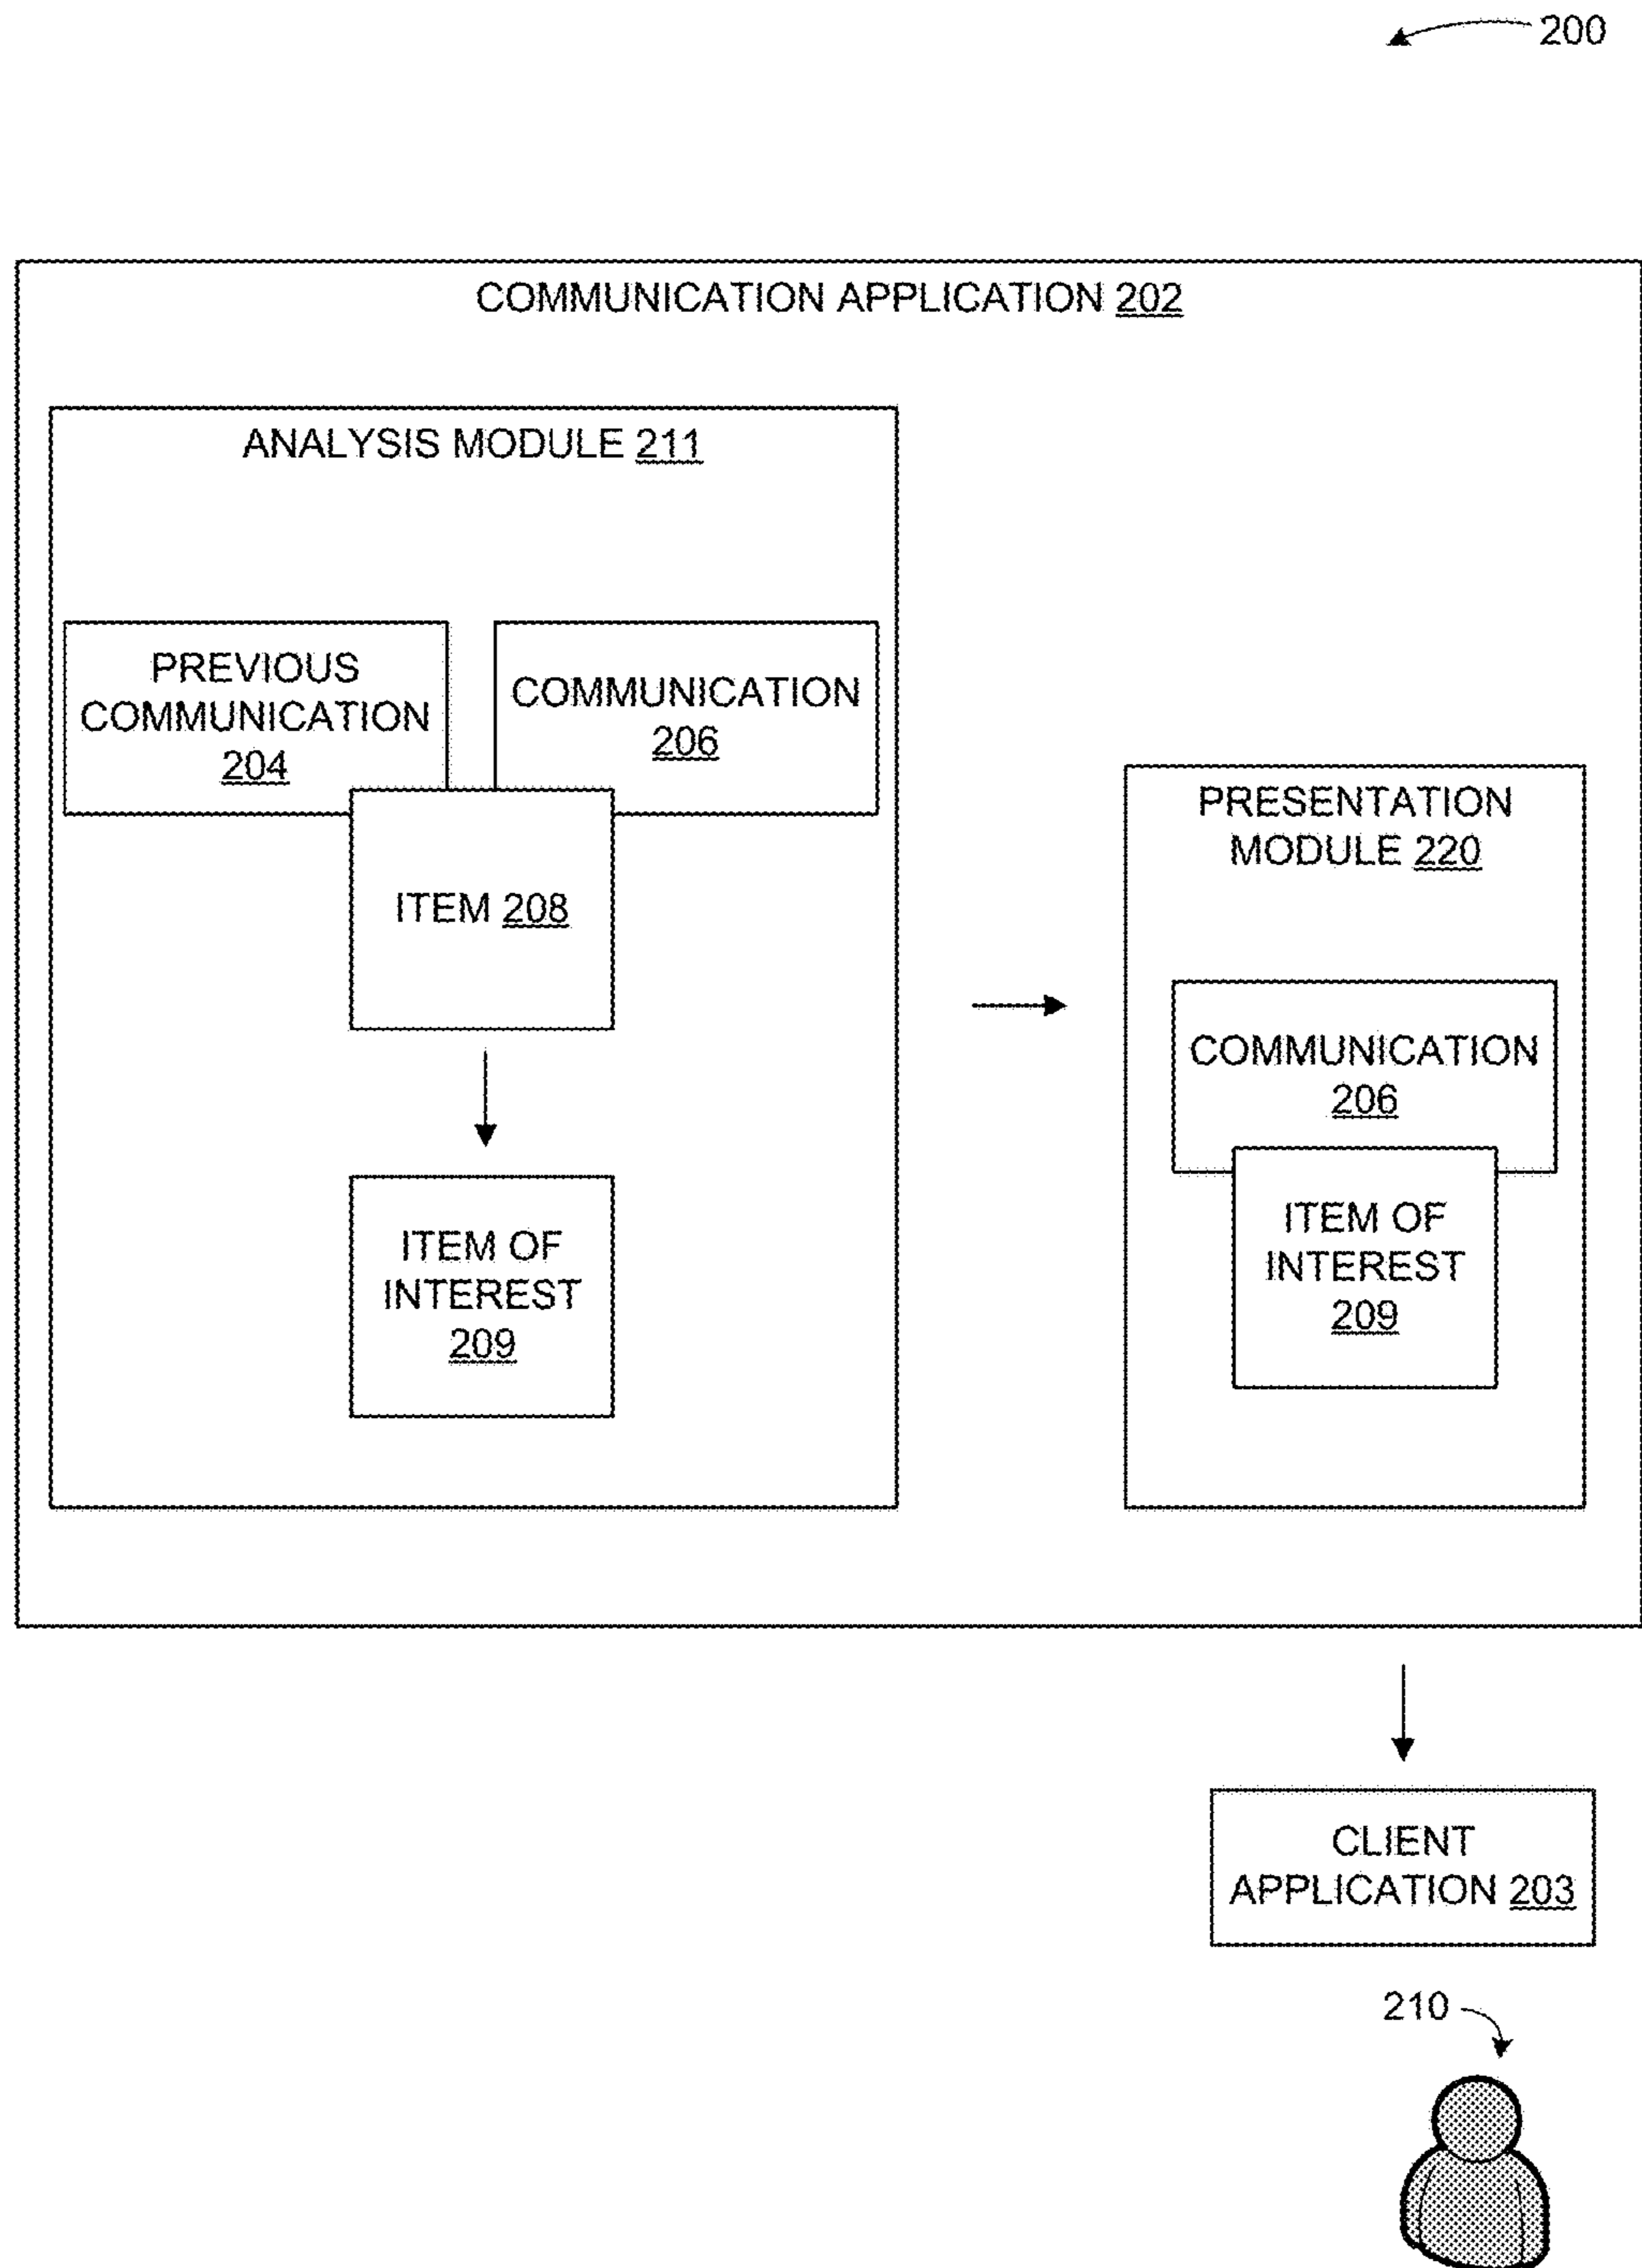 200
COMMUNICATION APPLICATION 202
ANALYSIS MODULE 211
PREVIOUS
COMMUNICATION
204
COMMUNICATION
206
ITEM 208
ITEM OF
INTEREST
209
PRESENTATION
MODULE 220
COMMUNICATION
206
ITEM OF
INTEREST
209
CLIENT
APPLICATION 203
210